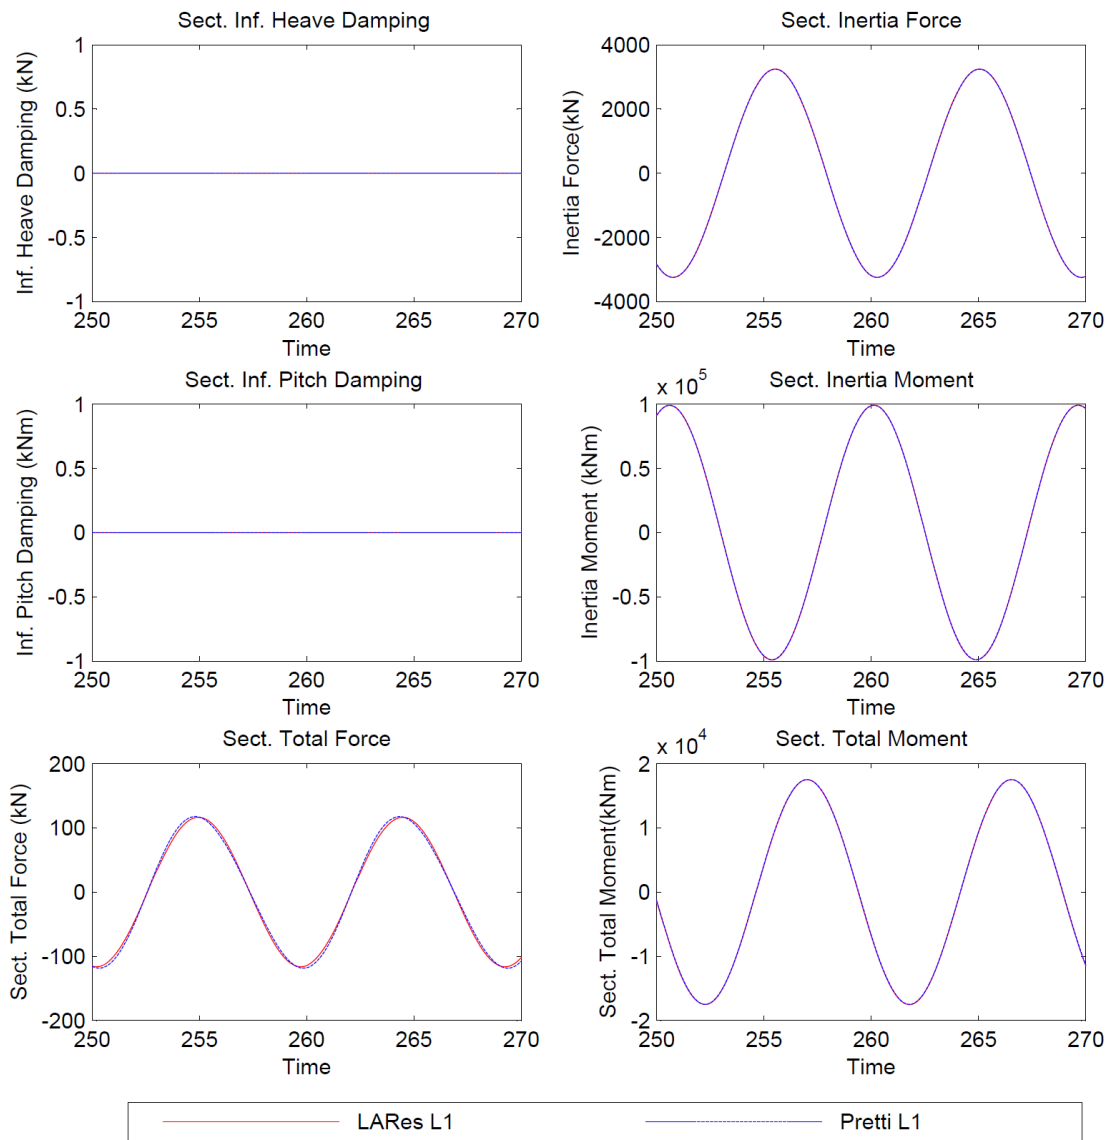 Sect. Inf. Heave Damping
Inf. Heave Damping (kN)
1
0.5
0
-0.5
-1
250 255 260 265 270
Time
Sect. Inertia Force
Inertia Force(kN)
4000
2000
0
-2000
-4000
250 255 260 265 270
Time
Sect. Inf. Pitch Damping
Inf. Pitch Damping (kNm)
1
0.5
0
-0.5
-1
250 255 260 265 270
Time
Sect. Inertia Moment
x 10^5
Inertia Moment (kNm)
1
0.5
0
-0.5
-1
250 255 260 265 270
Time
Sect. Total Force
Sect. Total Force (kN)
200
100
0
-100
-200
250 255 260 265 270
Time
Sect. Total Moment
x 10^4
Sect. Total Moment(kNm)
2
1
0
-1
-2
250 255 260 265 270
Time
LARes L1
Pretti L1